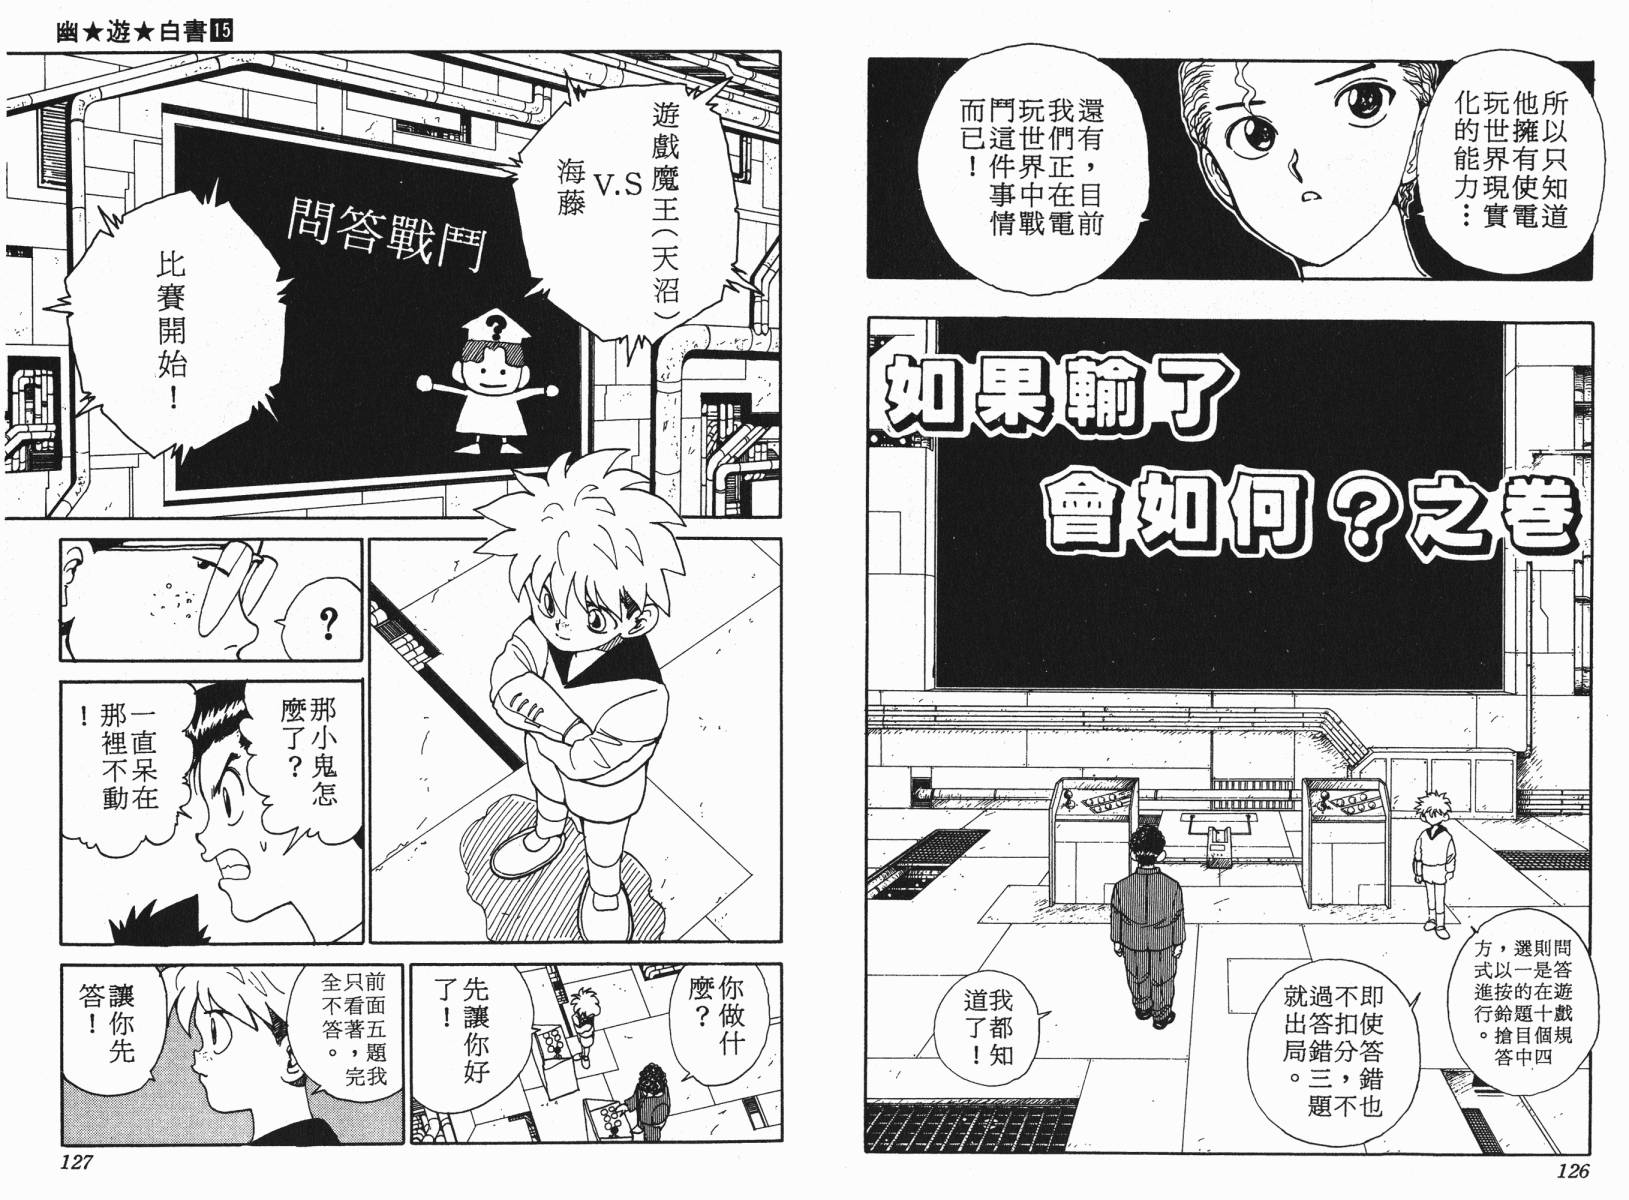 所以只知道
他擁有使電
玩世界現實
化的能力…
還有，目前
我們正在電
玩世界中戰
鬥這件事情
而已！
如果輸了
會如何？之卷
問答遊戲規
則是在十個四
選一的題目中
，以按鈴搶答
方式進行。
即使答錯也
不扣分，不
過答錯三題
就出局。
我都知
道了！
126
幽★遊★白書15
遊戲魔王（天沼）
V.S
海藤
問答戰鬥
?
比賽開始！
？
那小鬼怎
麼了？
一直呆在
那裡不動
！
你做什
麼？
先讓你好
了！
前面五題我
只看著，完
全不答。
讓你先
答！
127